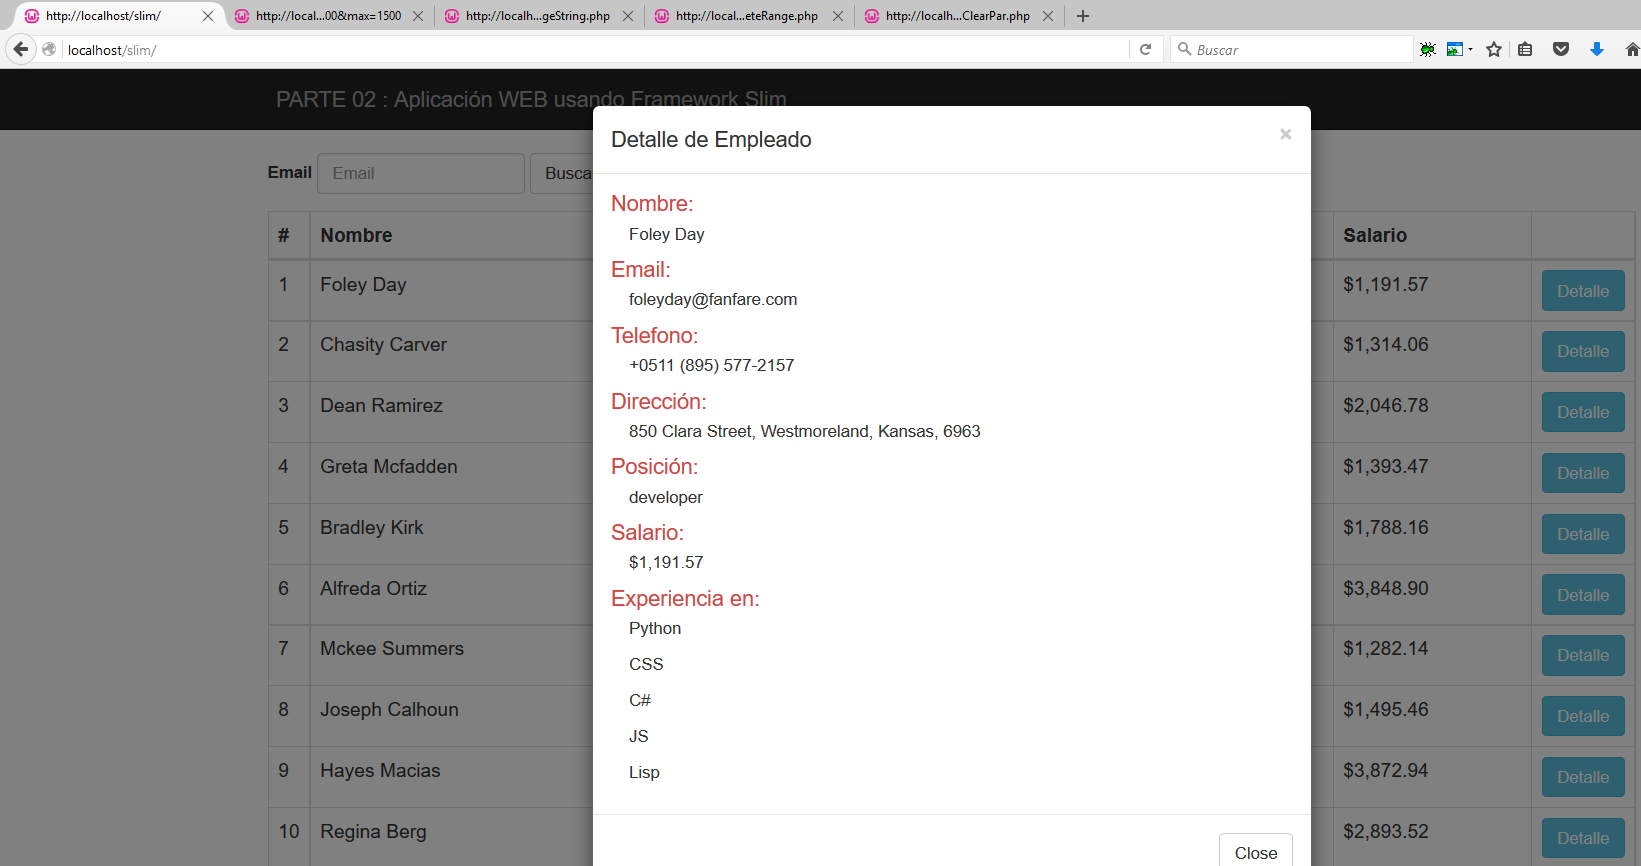 http://localhost/slim/
http://local...00&max=1500
http://localh...geString.php
http://local...eteRange.php
http://localh...ClearPar.php
localhost/slim/
Buscar
PARTE 02 : Aplicación WEB usando Framework Slim
Email
Email
Busca
# Nombre Salario
1 Foley Day $1,191.57 Detalle
2 Chasity Carver $1,314.06 Detalle
3 Dean Ramirez $2,046.78 Detalle
4 Greta Mcfadden $1,393.47 Detalle
5 Bradley Kirk $1,788.16 Detalle
6 Alfreda Ortiz $3,848.90 Detalle
7 Mckee Summers $1,282.14 Detalle
8 Joseph Calhoun $1,495.46 Detalle
9 Hayes Macias $3,872.94 Detalle
10 Regina Berg $2,893.52 Detalle
Detalle de Empleado ×
Nombre:
Foley Day
Email:
foleyday@fanfare.com
Telefono:
+0511 (895) 577-2157
Dirección:
850 Clara Street, Westmoreland, Kansas, 6963
Posición:
developer
Salario:
$1,191.57
Experiencia en:
Python
CSS
C#
JS
Lisp
Close